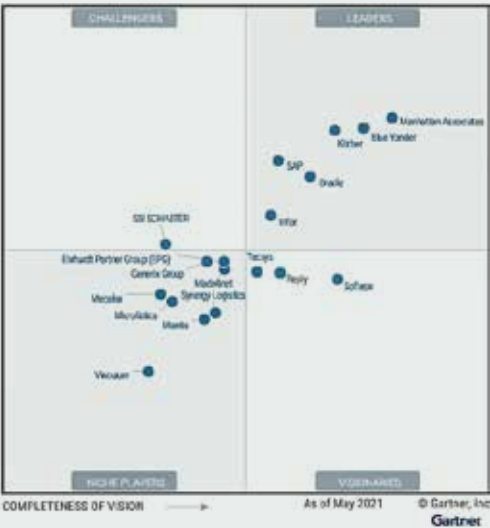 CHALLENGERS
LEADERS
Manhattan Associates
Blue Yonder
Körber
SAP
Oracle
Infor
SSI SCHAEFER
Ehrhardt Partner Group (EPG)
Generix Group
Tecsys
Reply
Softeon
Made4net
Synergy Logistics
Mecalux
Microlistics
Mantis
NICHE PLAYERS
VISIONARIES
COMPLETENESS OF VISION
As of May 2021
© Gartner, Inc
Gartner